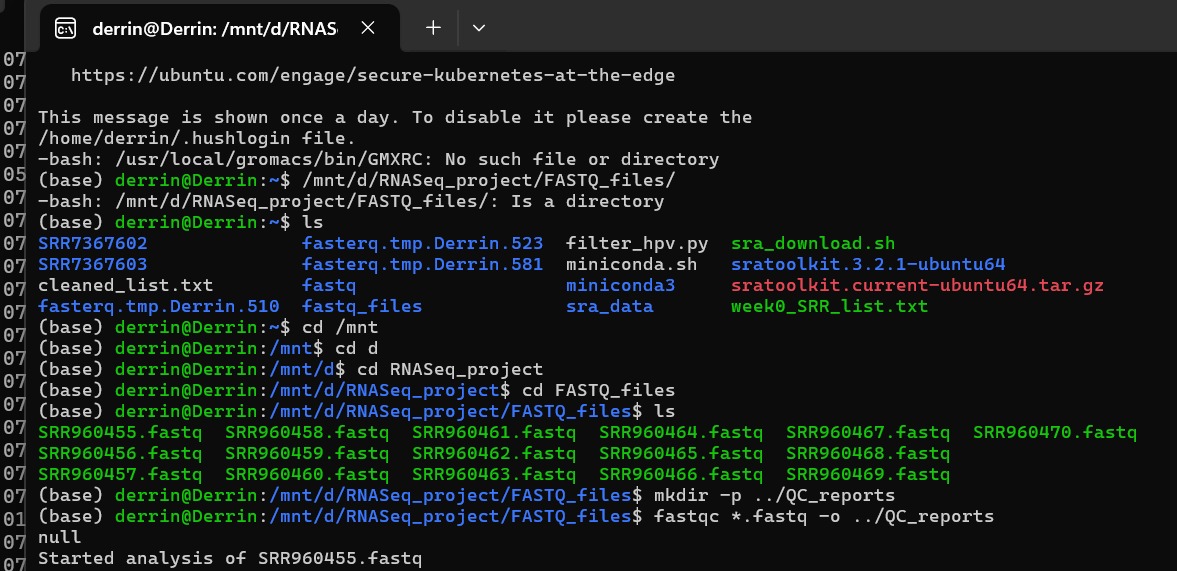 derrin@Derrin: /mnt/d/RNAS
https://ubuntu.com/engage/secure-kubernetes-at-the-edge
This message is shown once a day. To disable it please create the
/home/derrin/.hushlogin file.
-bash: /usr/local/gromacs/bin/GMXRC: No such file or directory
(base) derrin@Derrin:~$ /mnt/d/RNASeq_project/FASTQ_files/
-bash: /mnt/d/RNASeq_project/FASTQ_files/: Is a directory
(base) derrin@Derrin:~$ ls
SRR7367602 fasterq.tmp.Derrin.523 filter_hpv.py sra_download.sh
SRR7367603 fasterq.tmp.Derrin.581 miniconda.sh sratoolkit.3.2.1-ubuntu64
cleaned_list.txt fastq miniconda3 sratoolkit.current-ubuntu64.tar.gz
fasterq.tmp.Derrin.510 fastq_files sra_data week0_SRR_list.txt
(base) derrin@Derrin:~$ cd /mnt
(base) derrin@Derrin:/mnt$ cd d
(base) derrin@Derrin:/mnt/d$ cd RNASeq_project
(base) derrin@Derrin:/mnt/d/RNASeq_project$ cd FASTQ_files
(base) derrin@Derrin:/mnt/d/RNASeq_project/FASTQ_files$ ls
SRR960455.fastq SRR960458.fastq SRR960461.fastq SRR960464.fastq SRR960467.fastq SRR960470.fastq
SRR960456.fastq SRR960459.fastq SRR960462.fastq SRR960465.fastq SRR960468.fastq
SRR960457.fastq SRR960460.fastq SRR960463.fastq SRR960466.fastq SRR960469.fastq
(base) derrin@Derrin:/mnt/d/RNASeq_project/FASTQ_files$ mkdir -p ../QC_reports
(base) derrin@Derrin:/mnt/d/RNASeq_project/FASTQ_files$ fastqc *.fastq -o ../QC_reports
null
Started analysis of SRR960455.fastq